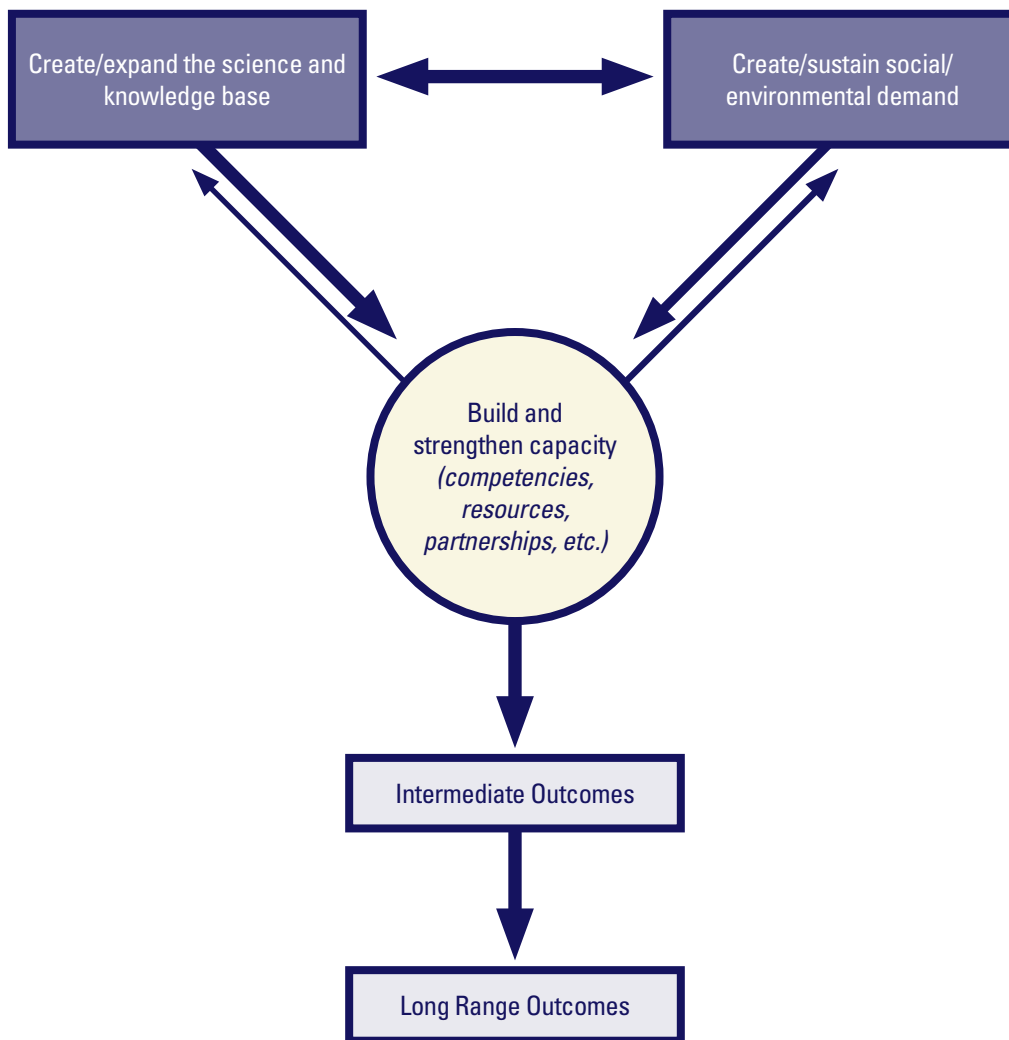 Create/expand the science and
knowledge base
Create/sustain social/
environmental demand
Build and
strengthen capacity
(competencies,
resources,
partnerships, etc.)
Intermediate Outcomes
Long Range Outcomes